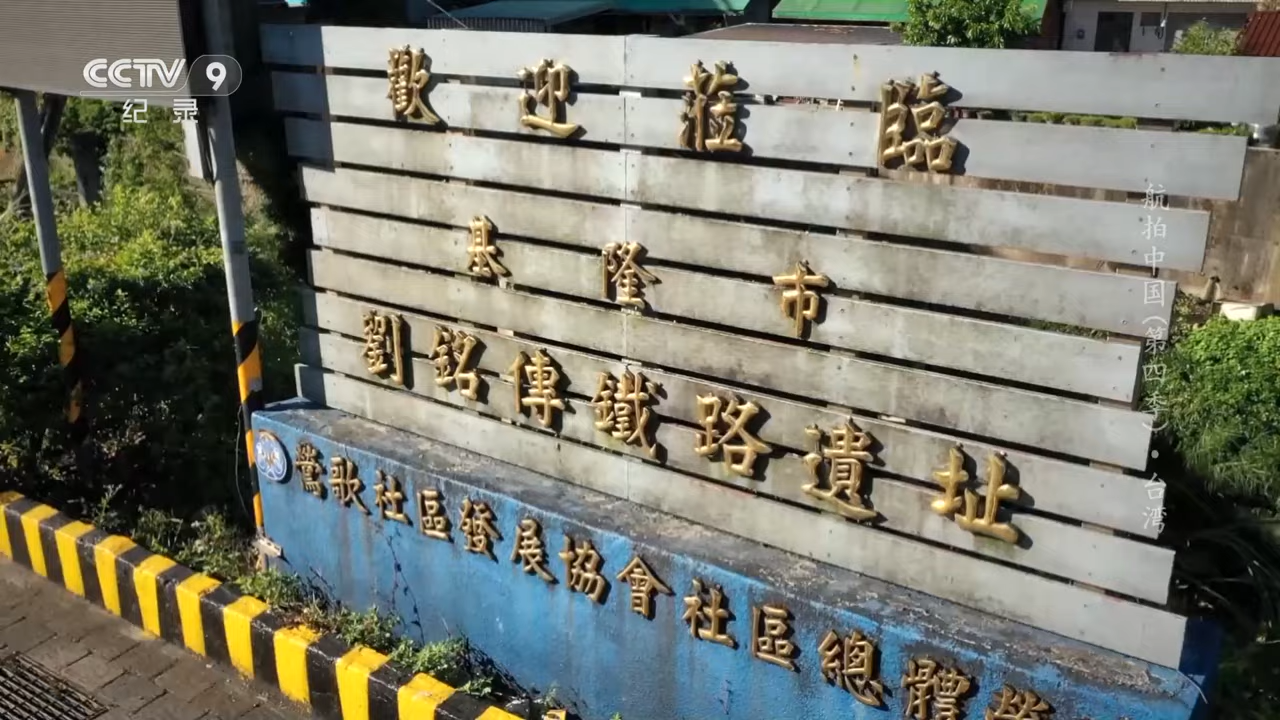 CCTV 9
纪录
歡迎蒞臨
基隆市
劉銘傳鐵路遺址
鶯歌社區發展協會社區總體營
航拍中国(第四季)·台湾